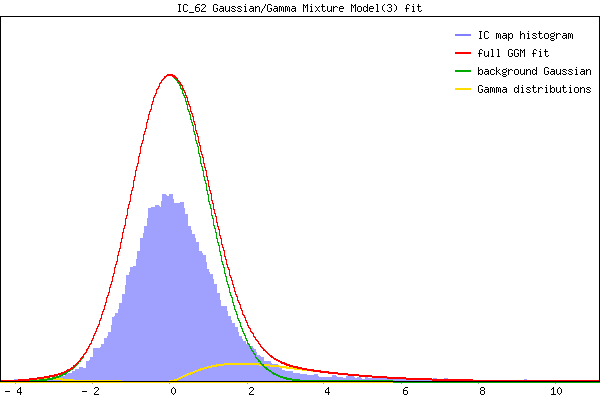 IC_62 Gaussian/Gamma Mixture Model(3) fit
IC map histogram
full GGM fit
background Gaussian
Gamma distributions
-4 -2 0 2 4 6 8 10